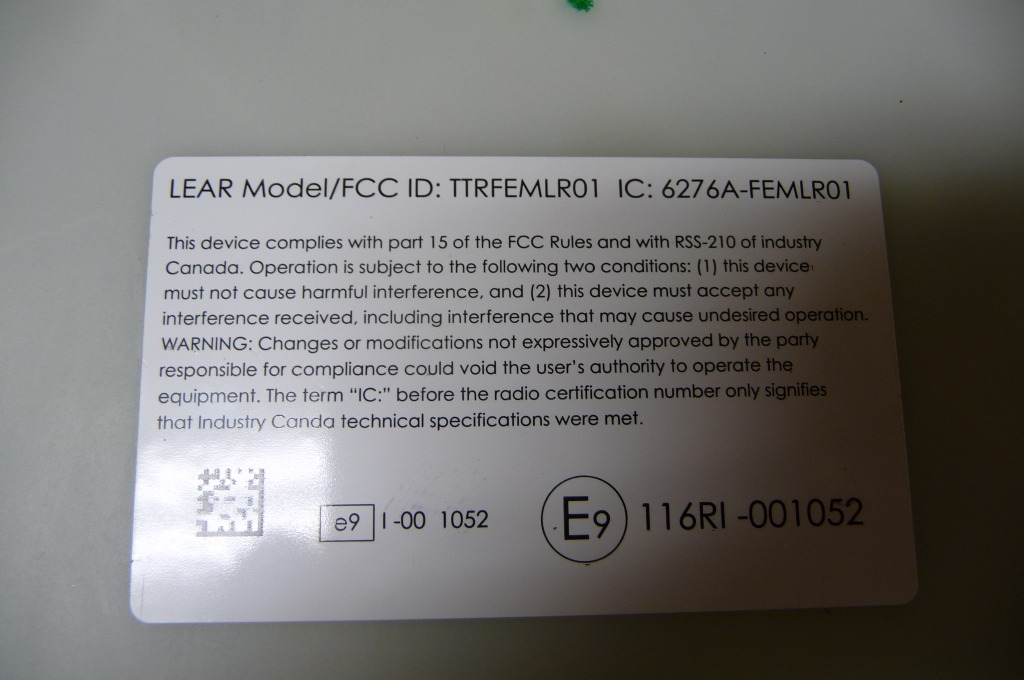 LEAR Model/FCC ID: TTRFEMLR01 IC: 6276A-FEMLR01
This device complies with part 15 of the FCC Rules and with RSS-210 of industry
Canada. Operation is subject to the following two conditions: (1) this device
must not cause harmful interference, and (2) this device must accept any
interference received, including interference that may cause undesired operation.
WARNING: Changes or modifications not expressively approved by the party
responsible for compliance could void the user's authority to operate the
equipment. The term "IC:" before the radio certification number only signifies
that Industry Canda technical specifications were met.
e9 I -00 1052
E9 116RI -001052